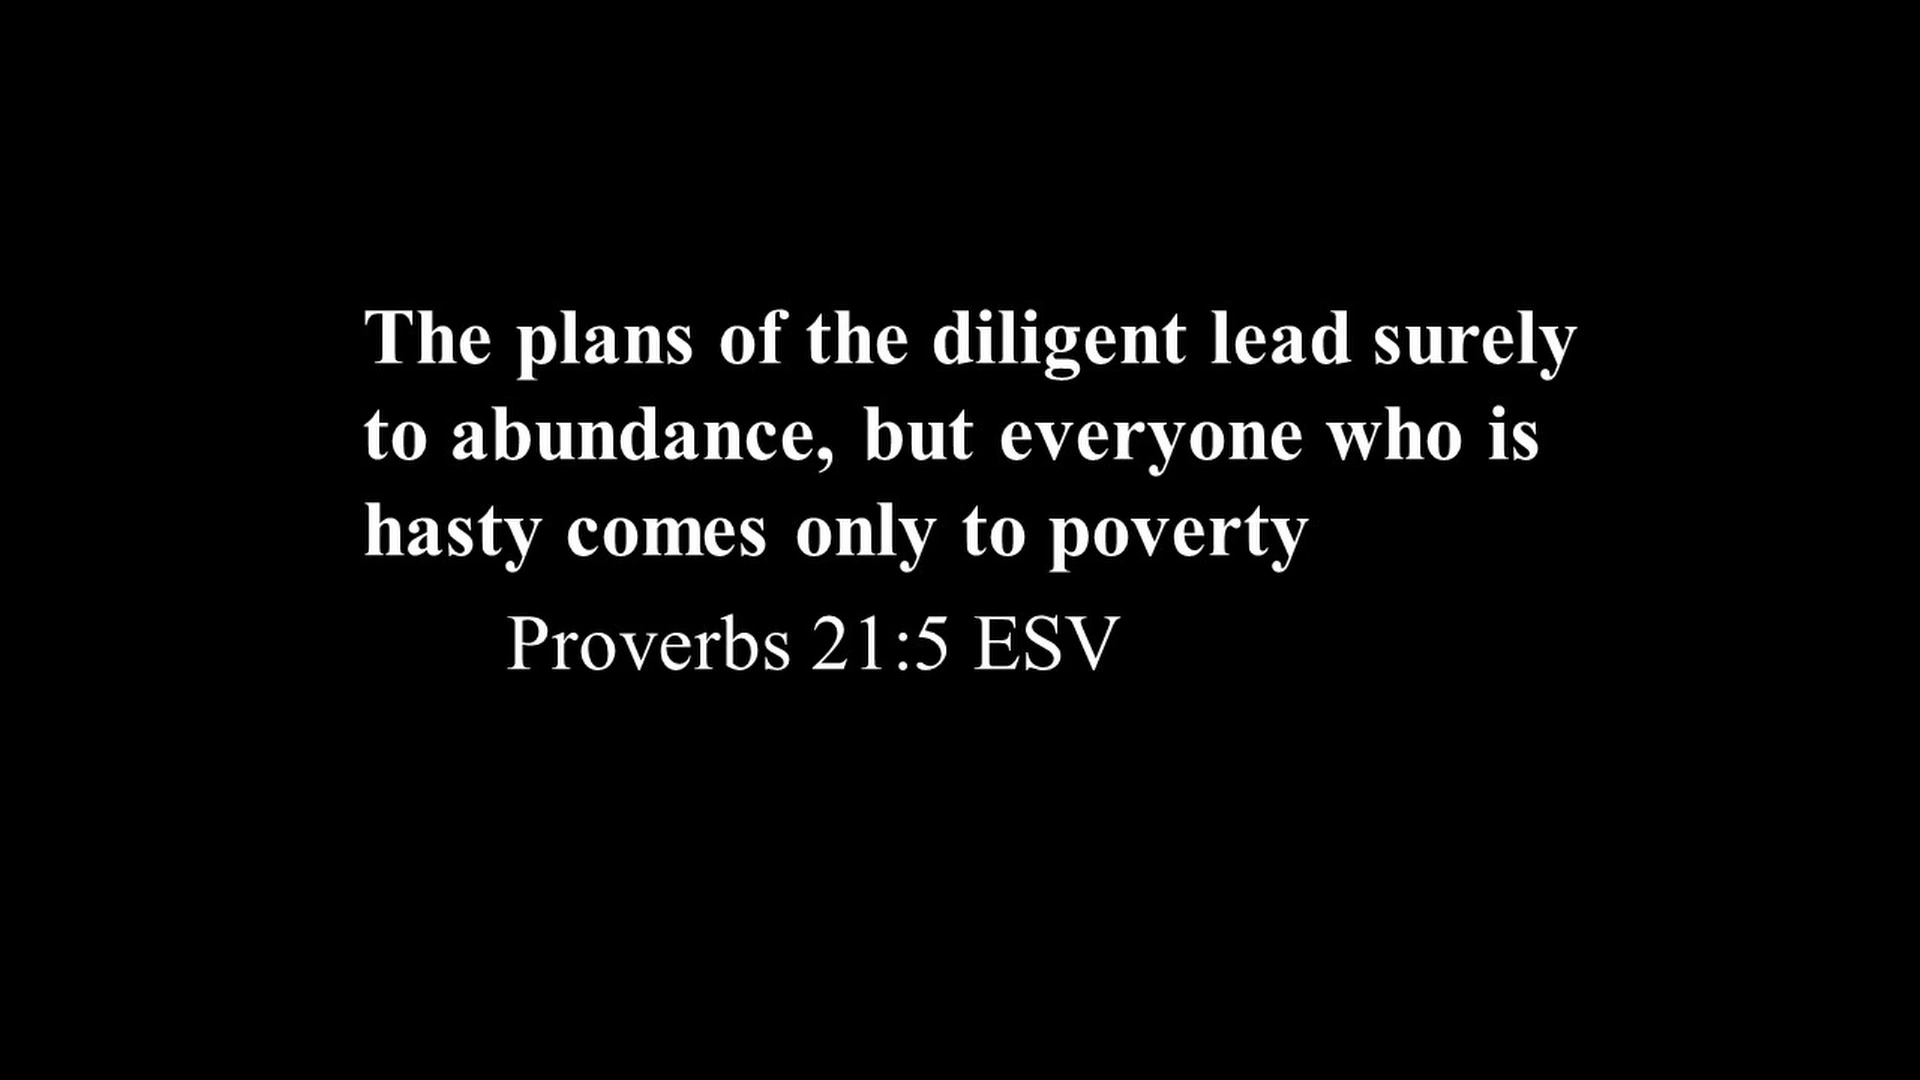 The plans of the diligent lead surely
to abundance, but everyone who is
hasty comes only to poverty
Proverbs 21:5 ESV